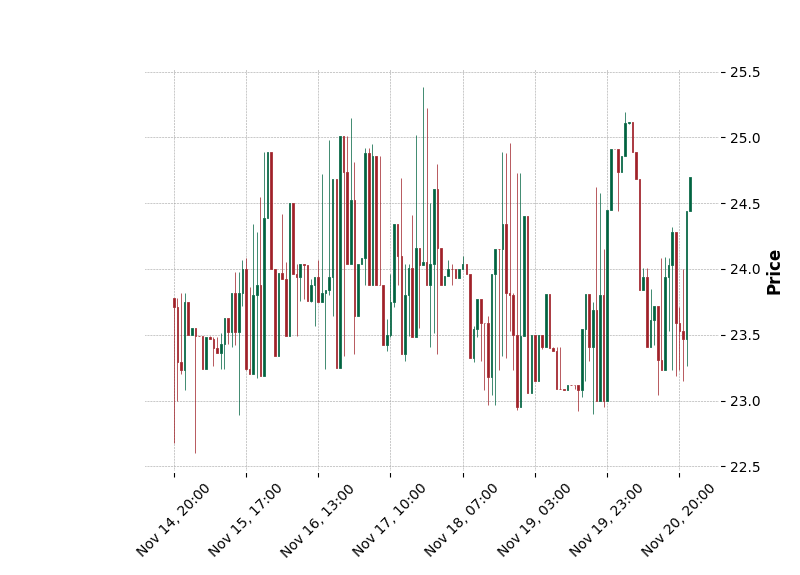 25.5
25.0
24.5
24.0
23.5
23.0
22.5
Price
Nov 14, 20:00
Nov 15, 17:00
Nov 16, 13:00
Nov 17, 10:00
Nov 18, 07:00
Nov 19, 03:00
Nov 19, 23:00
Nov 20, 20:00